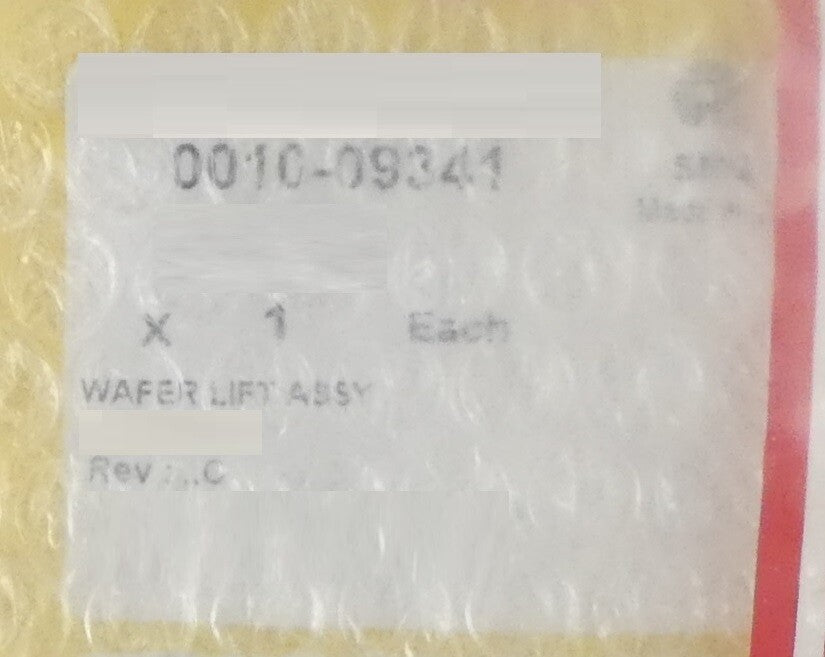 0010-09341
X 1 Each
WAFER LIFT ASSY
Rev : ..C